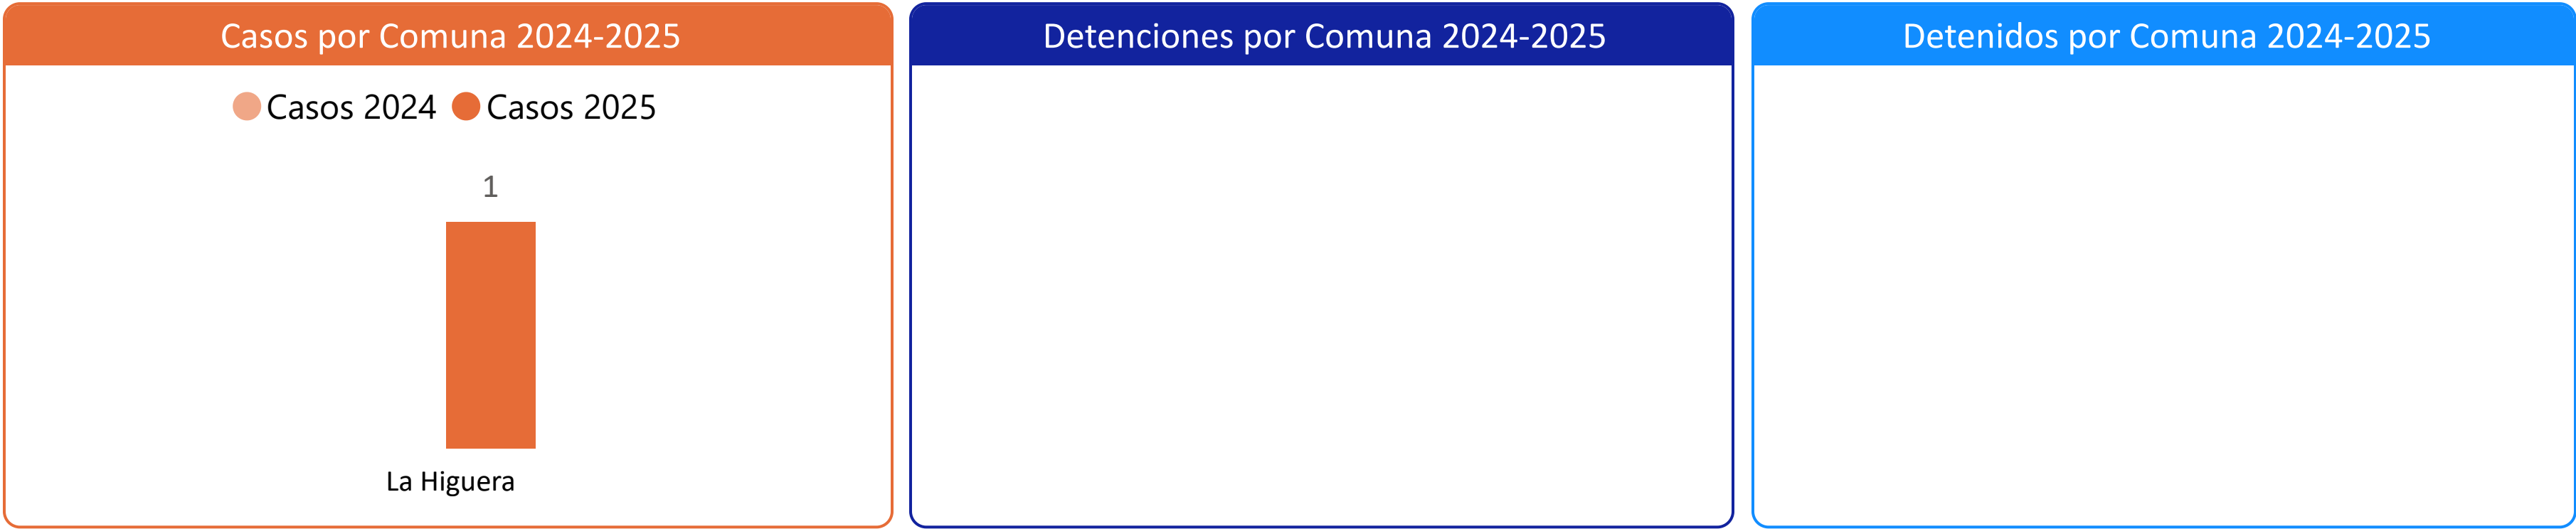 Casos por Comuna 2024-2025
Casos 2024 Casos 2025
1
La Higuera
Detenciones por Comuna 2024-2025
Detenidos por Comuna 2024-2025